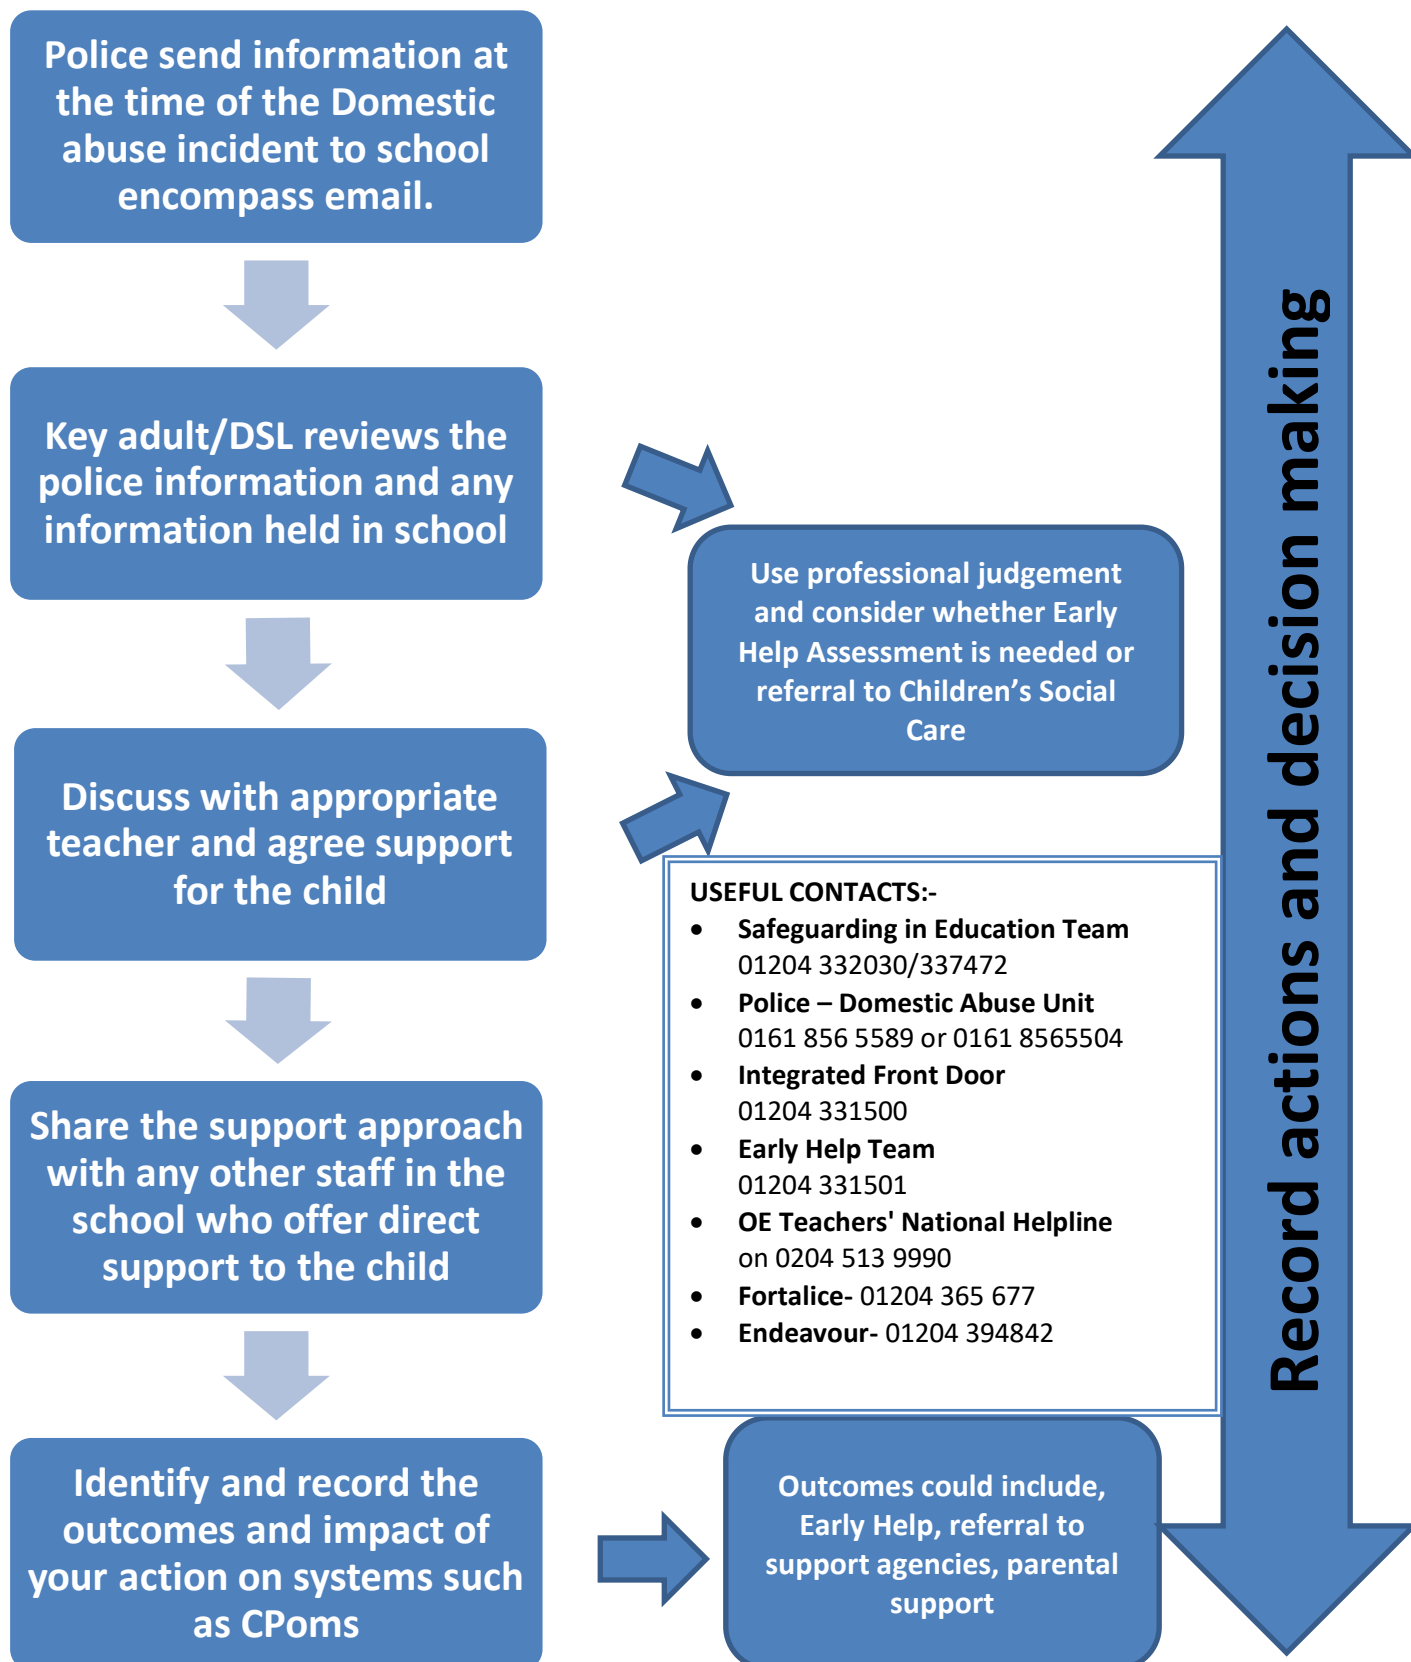 Police send information at
the time of the Domestic
abuse incident to school
encompass email.
Key adult/DSL reviews the
police information and any
information held in school
Use professional judgement
and consider whether Early
Help Assessment is needed or
referral to Children’s Social
Care
Discuss with appropriate
teacher and agree support
for the child
USEFUL CONTACTS:-
• Safeguarding in Education Team
01204 332030/337472
• Police – Domestic Abuse Unit
0161 856 5589 or 0161 8565504
• Integrated Front Door
01204 331500
• Early Help Team
01204 331501
• OE Teachers' National Helpline
on 0204 513 9990
• Fortalice- 01204 365 677
• Endeavour- 01204 394842
Share the support approach
with any other staff in the
school who offer direct
support to the child
Identify and record the
outcomes and impact of
your action on systems such
as CPoms
Outcomes could include,
Early Help, referral to
support agencies, parental
support
Record actions and decision making